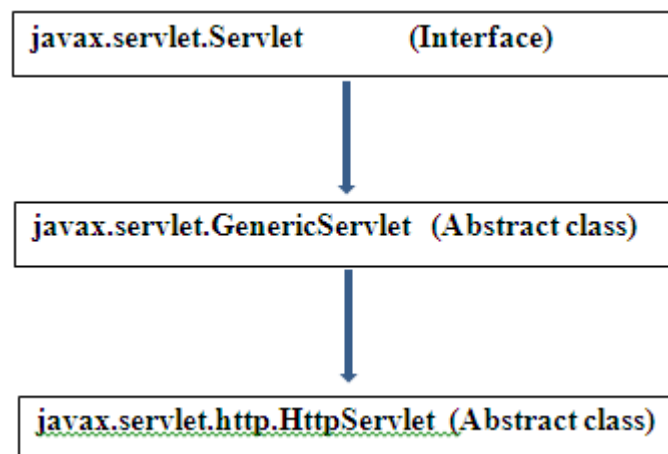 javax.servlet.Servlet (Interface)
javax.servlet.GenericServlet (Abstract class)
javax.servlet.http.HttpServlet (Abstract class)